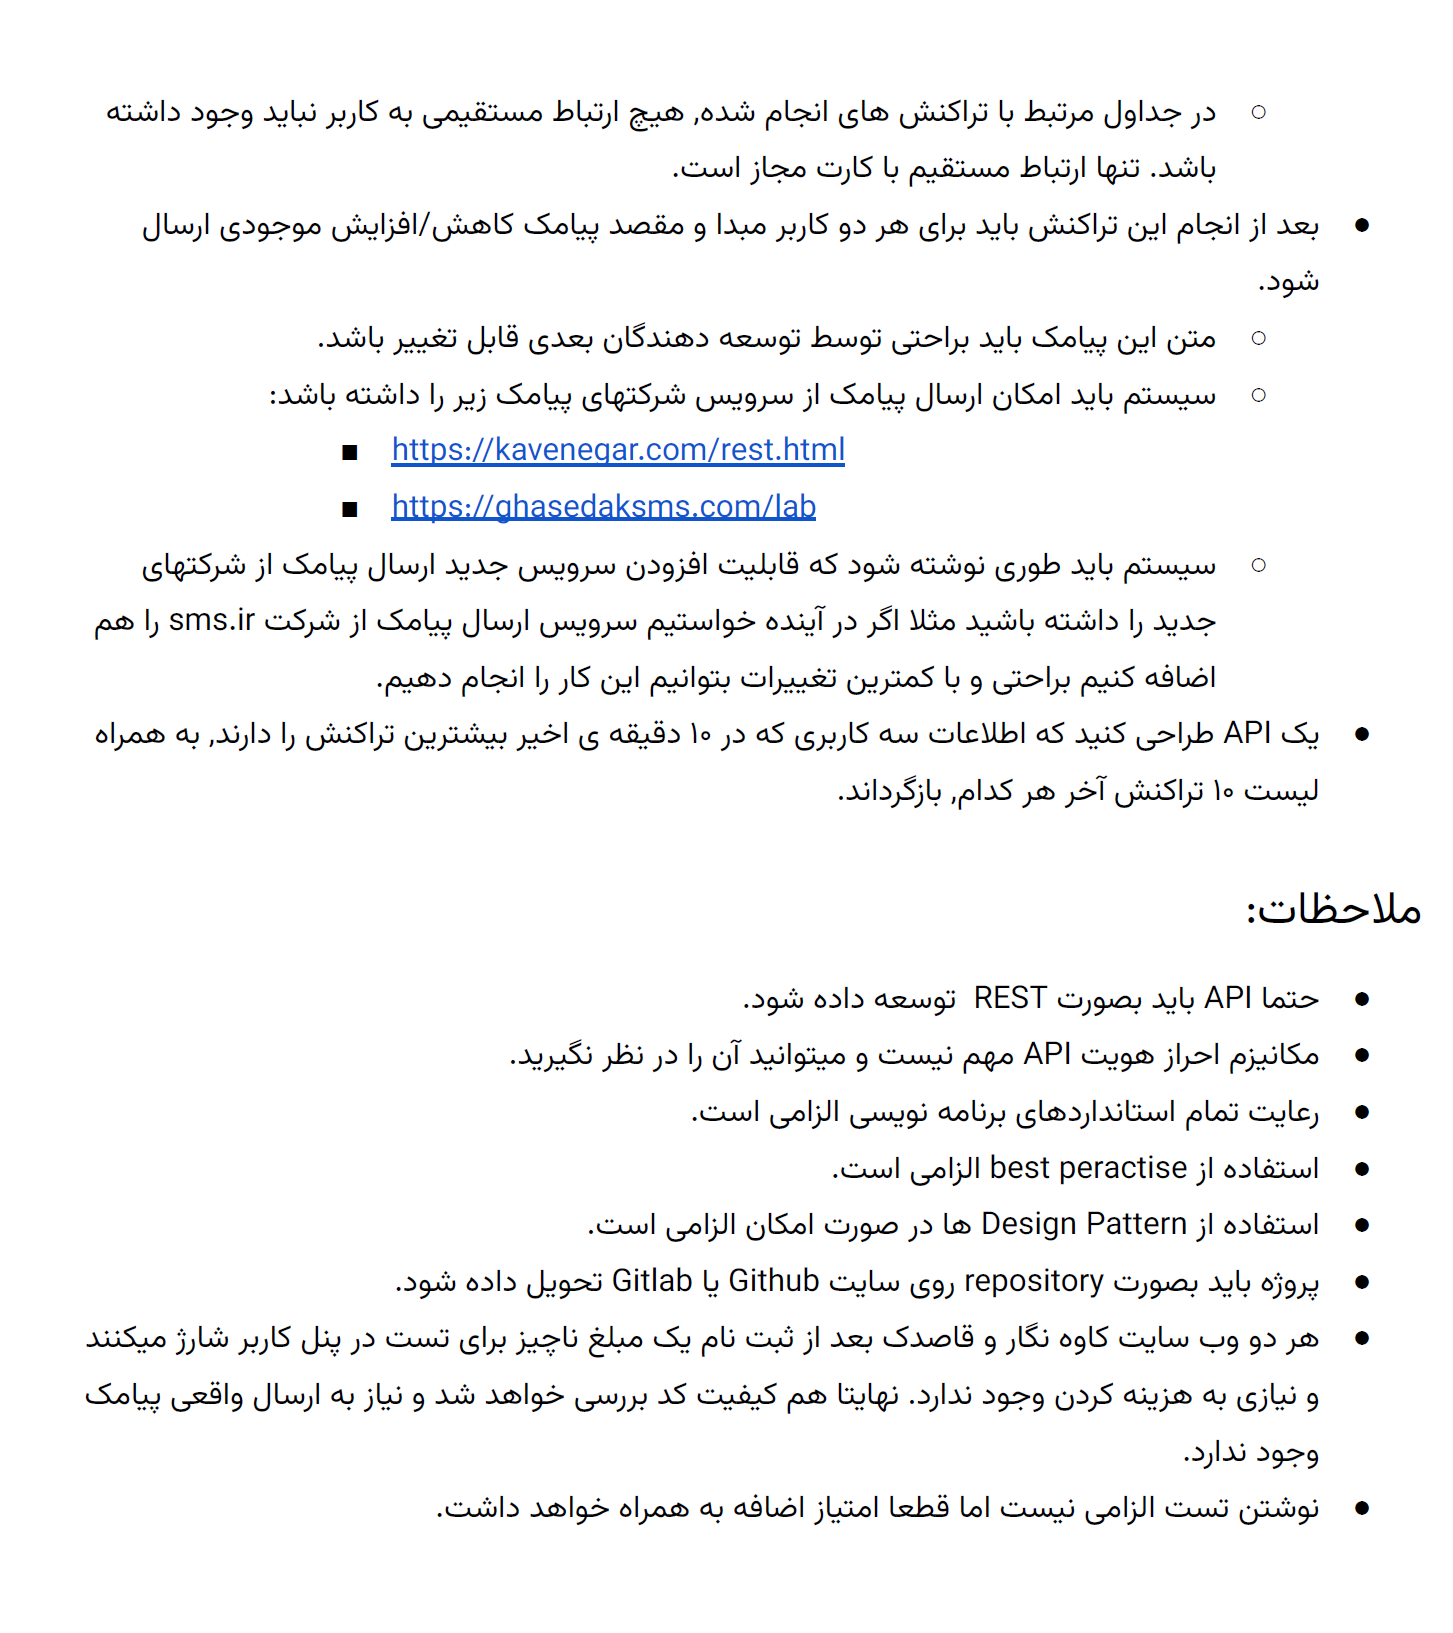 ○ در جداول مرتبط با تراکنش های انجام شده, هیچ ارتباط مستقیمی به کاربر نباید وجود داشته
باشد. تنها ارتباط مستقیم با کارت مجاز است.
● بعد از انجام این تراکنش باید برای هر دو کاربر مبدا و مقصد پیامک کاهش/افزایش موجودی ارسال
شود.
○ متن این پیامک باید براحتی توسط توسعه دهندگان بعدی قابل تغییر باشد.
○ سیستم باید امکان ارسال پیامک از سرویس شرکتهای پیامک زیر را داشته باشد:
■ https://kavenegar.com/rest.html
■ https://ghasedaksms.com/lab
○ سیستم باید طوری نوشته شود که قابلیت افزودن سرویس جدید ارسال پیامک از شرکتهای
جدید را داشته باشید مثلا اگر در آینده خواستیم سرویس ارسال پیامک از شرکت sms.ir را هم
اضافه کنیم براحتی و با کمترین تغییرات بتوانیم این کار را انجام دهیم.
● یک API طراحی کنید که اطلاعات سه کاربری که در ۱۰ دقیقه ی اخیر بیشترین تراکنش را دارند, به همراه
لیست ۱۰ تراکنش آخر هر کدام, بازگرداند.
ملاحظات:
● حتما API باید بصورت REST توسعه داده شود.
● مکانیزم احراز هویت API مهم نیست و میتوانید آن را در نظر نگیرید.
● رعایت تمام استانداردهای برنامه نویسی الزامی است.
● استفاده از best peractise الزامی است.
● استفاده از Design Pattern ها در صورت امکان الزامی است.
● پروژه باید بصورت repository روی سایت Github یا Gitlab تحویل داده شود.
● هر دو وب سایت کاوه نگار و قاصدک بعد از ثبت نام یک مبلغ ناچیز برای تست در پنل کاربر شارژ میکنند
و نیازی به هزینه کردن وجود ندارد. نهایتا هم کیفیت کد بررسی خواهد شد و نیاز به ارسال واقعی پیامک
وجود ندارد.
● نوشتن تست الزامی نیست اما قطعا امتیاز اضافه به همراه خواهد داشت.